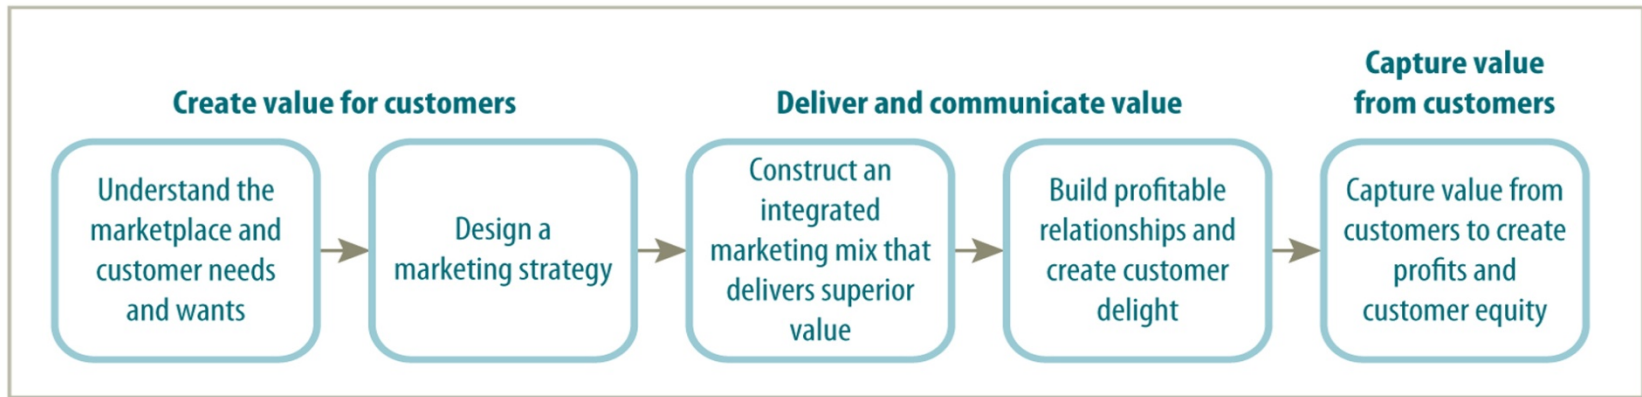 Create value for customers
Deliver and communicate value
Capture value
from customers
Understand the
marketplace and
customer needs
and wants
Design a
marketing strategy
Construct an
integrated
marketing mix that
delivers superior
value
Build profitable
relationships and
create customer
delight
Capture value from
customers to create
profits and
customer equity